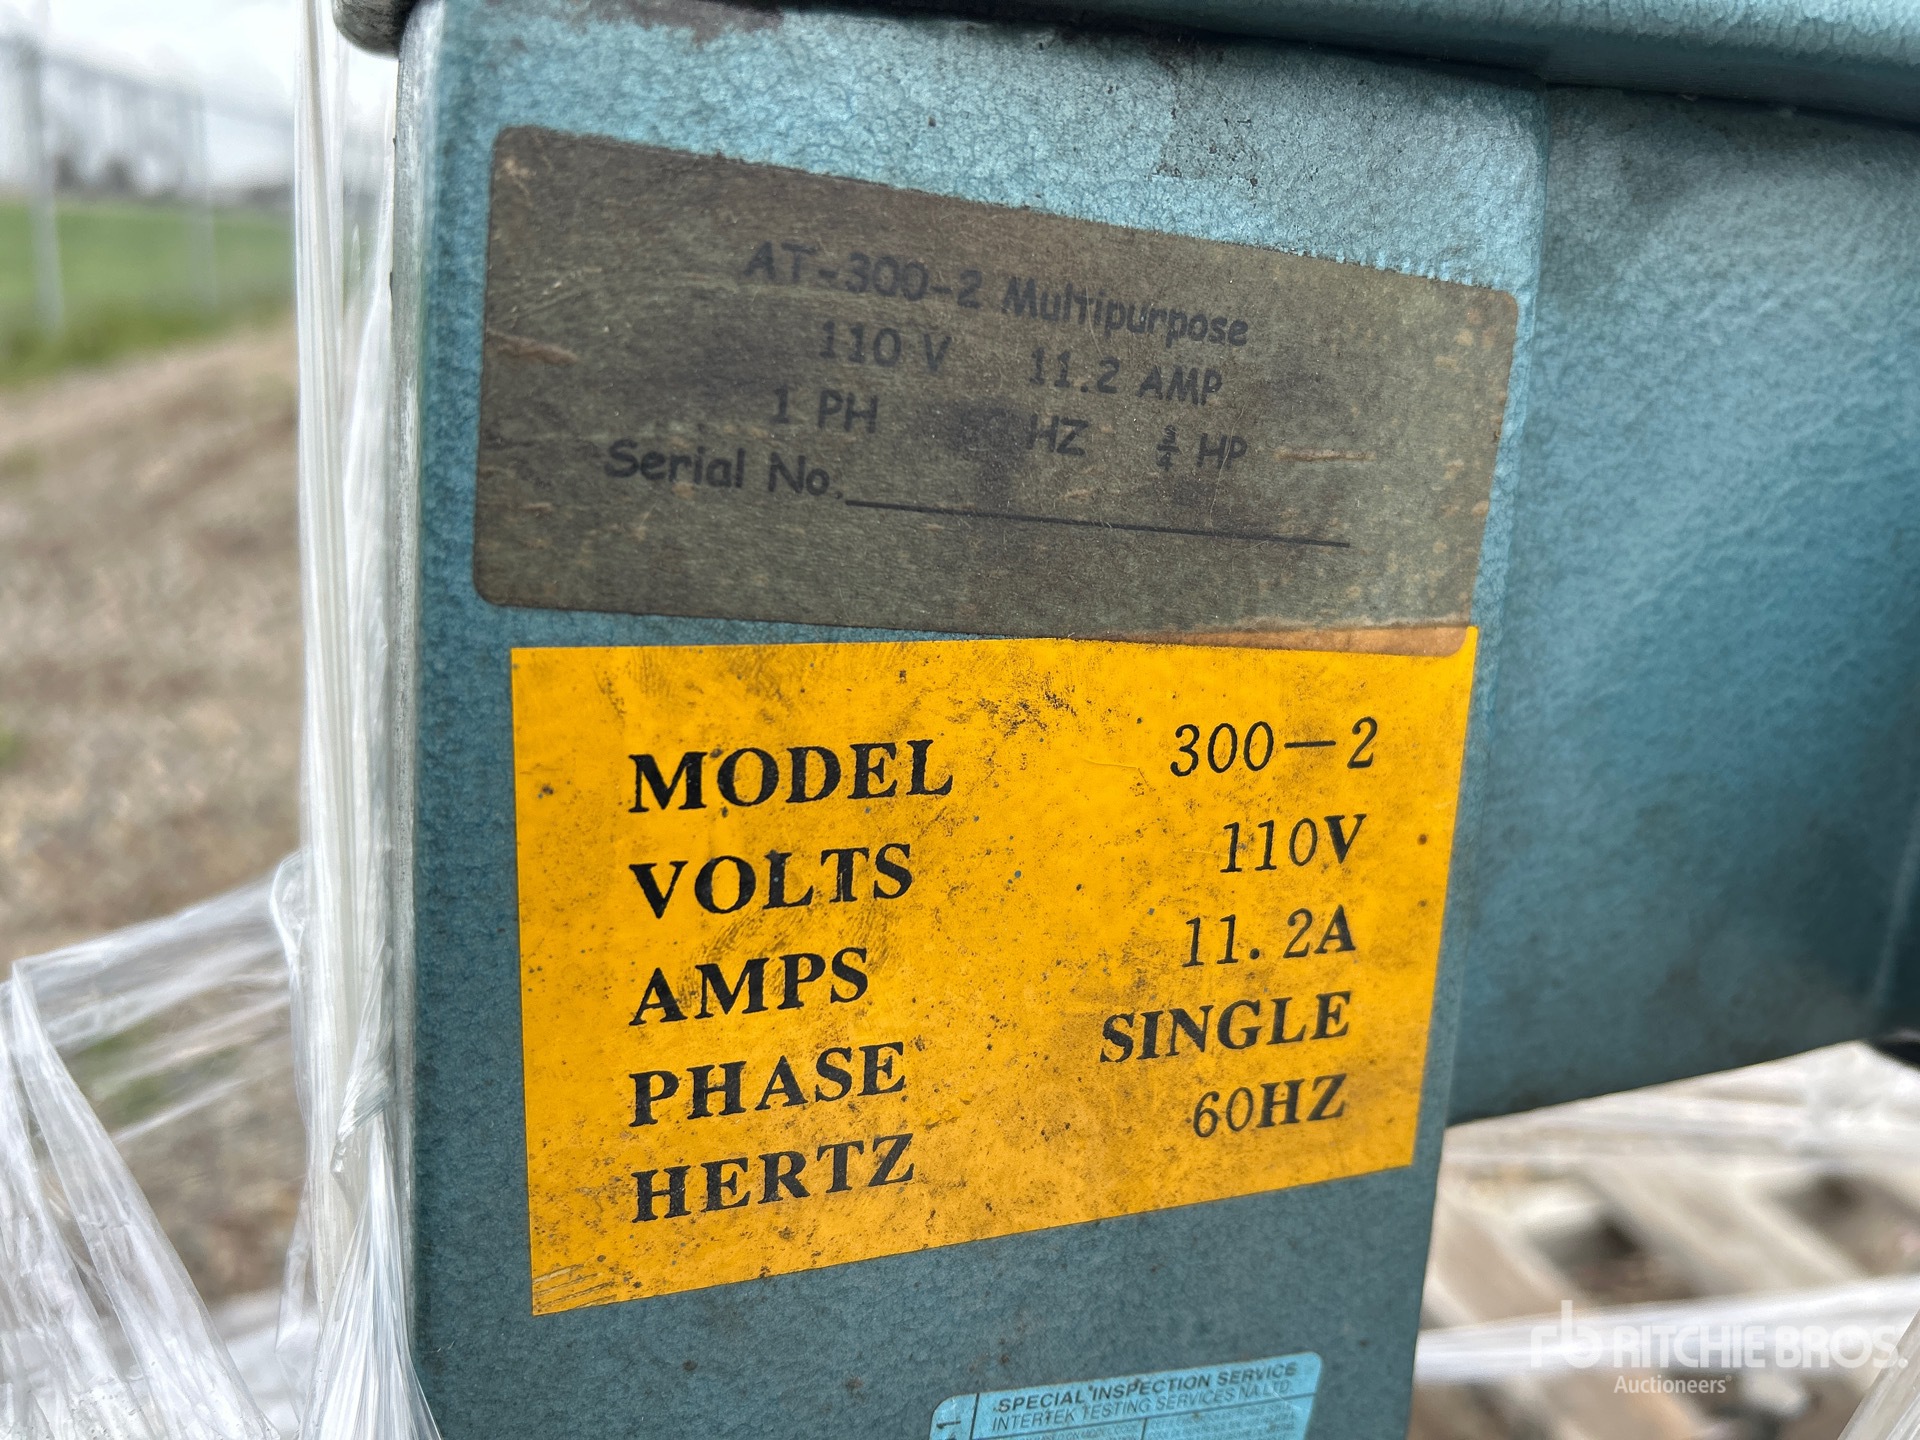 AT-300-2 Multipurpose
110 V 11.2 AMP
1 PH HZ ¾ HP
Serial No.
MODEL 300-2
VOLTS 110V
AMPS 11.2A
PHASE SINGLE
HERTZ 60HZ
SPECIAL INSPECTION SERVICE
INTERTEK TESTING SERVICES NA LTD.
rb RITCHIE BROS.
Auctioneers